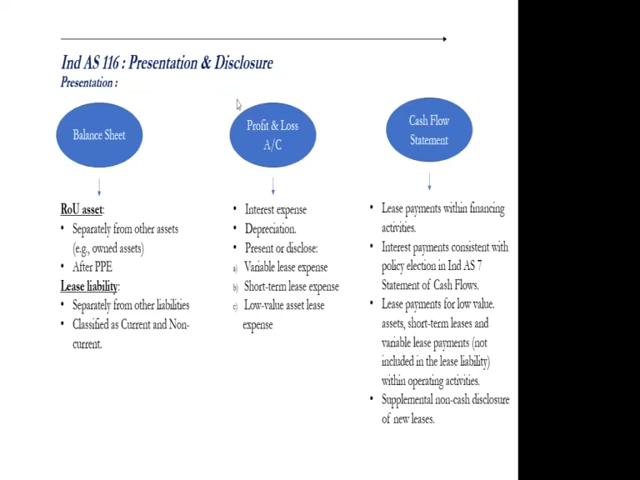 Ind AS 116 : Presentation & Disclosure
Presentation :
Balance Sheet
RoU asset:
• Separately from other assets
(e.g., owned assets)
• After PPE
Lease liability:
• Separately from other liabilities
• Classified as Current and Non-
current.
Profit & Loss
A/C
• Interest expense
• Depreciation.
• Present or disclose:
a) Variable lease expense
b) Short-term lease expense
c) Low-value asset lease
expense
Cash Flow
Statement
• Lease payments within financing
activities.
• Interest payments consistent with
policy election in Ind AS 7
Statement of Cash Flows.
• Lease payments for low value.
assets, short-term leases and
variable lease payments (not
included in the lease liability)
within operating activities.
• Supplemental non-cash disclosure
of new leases.